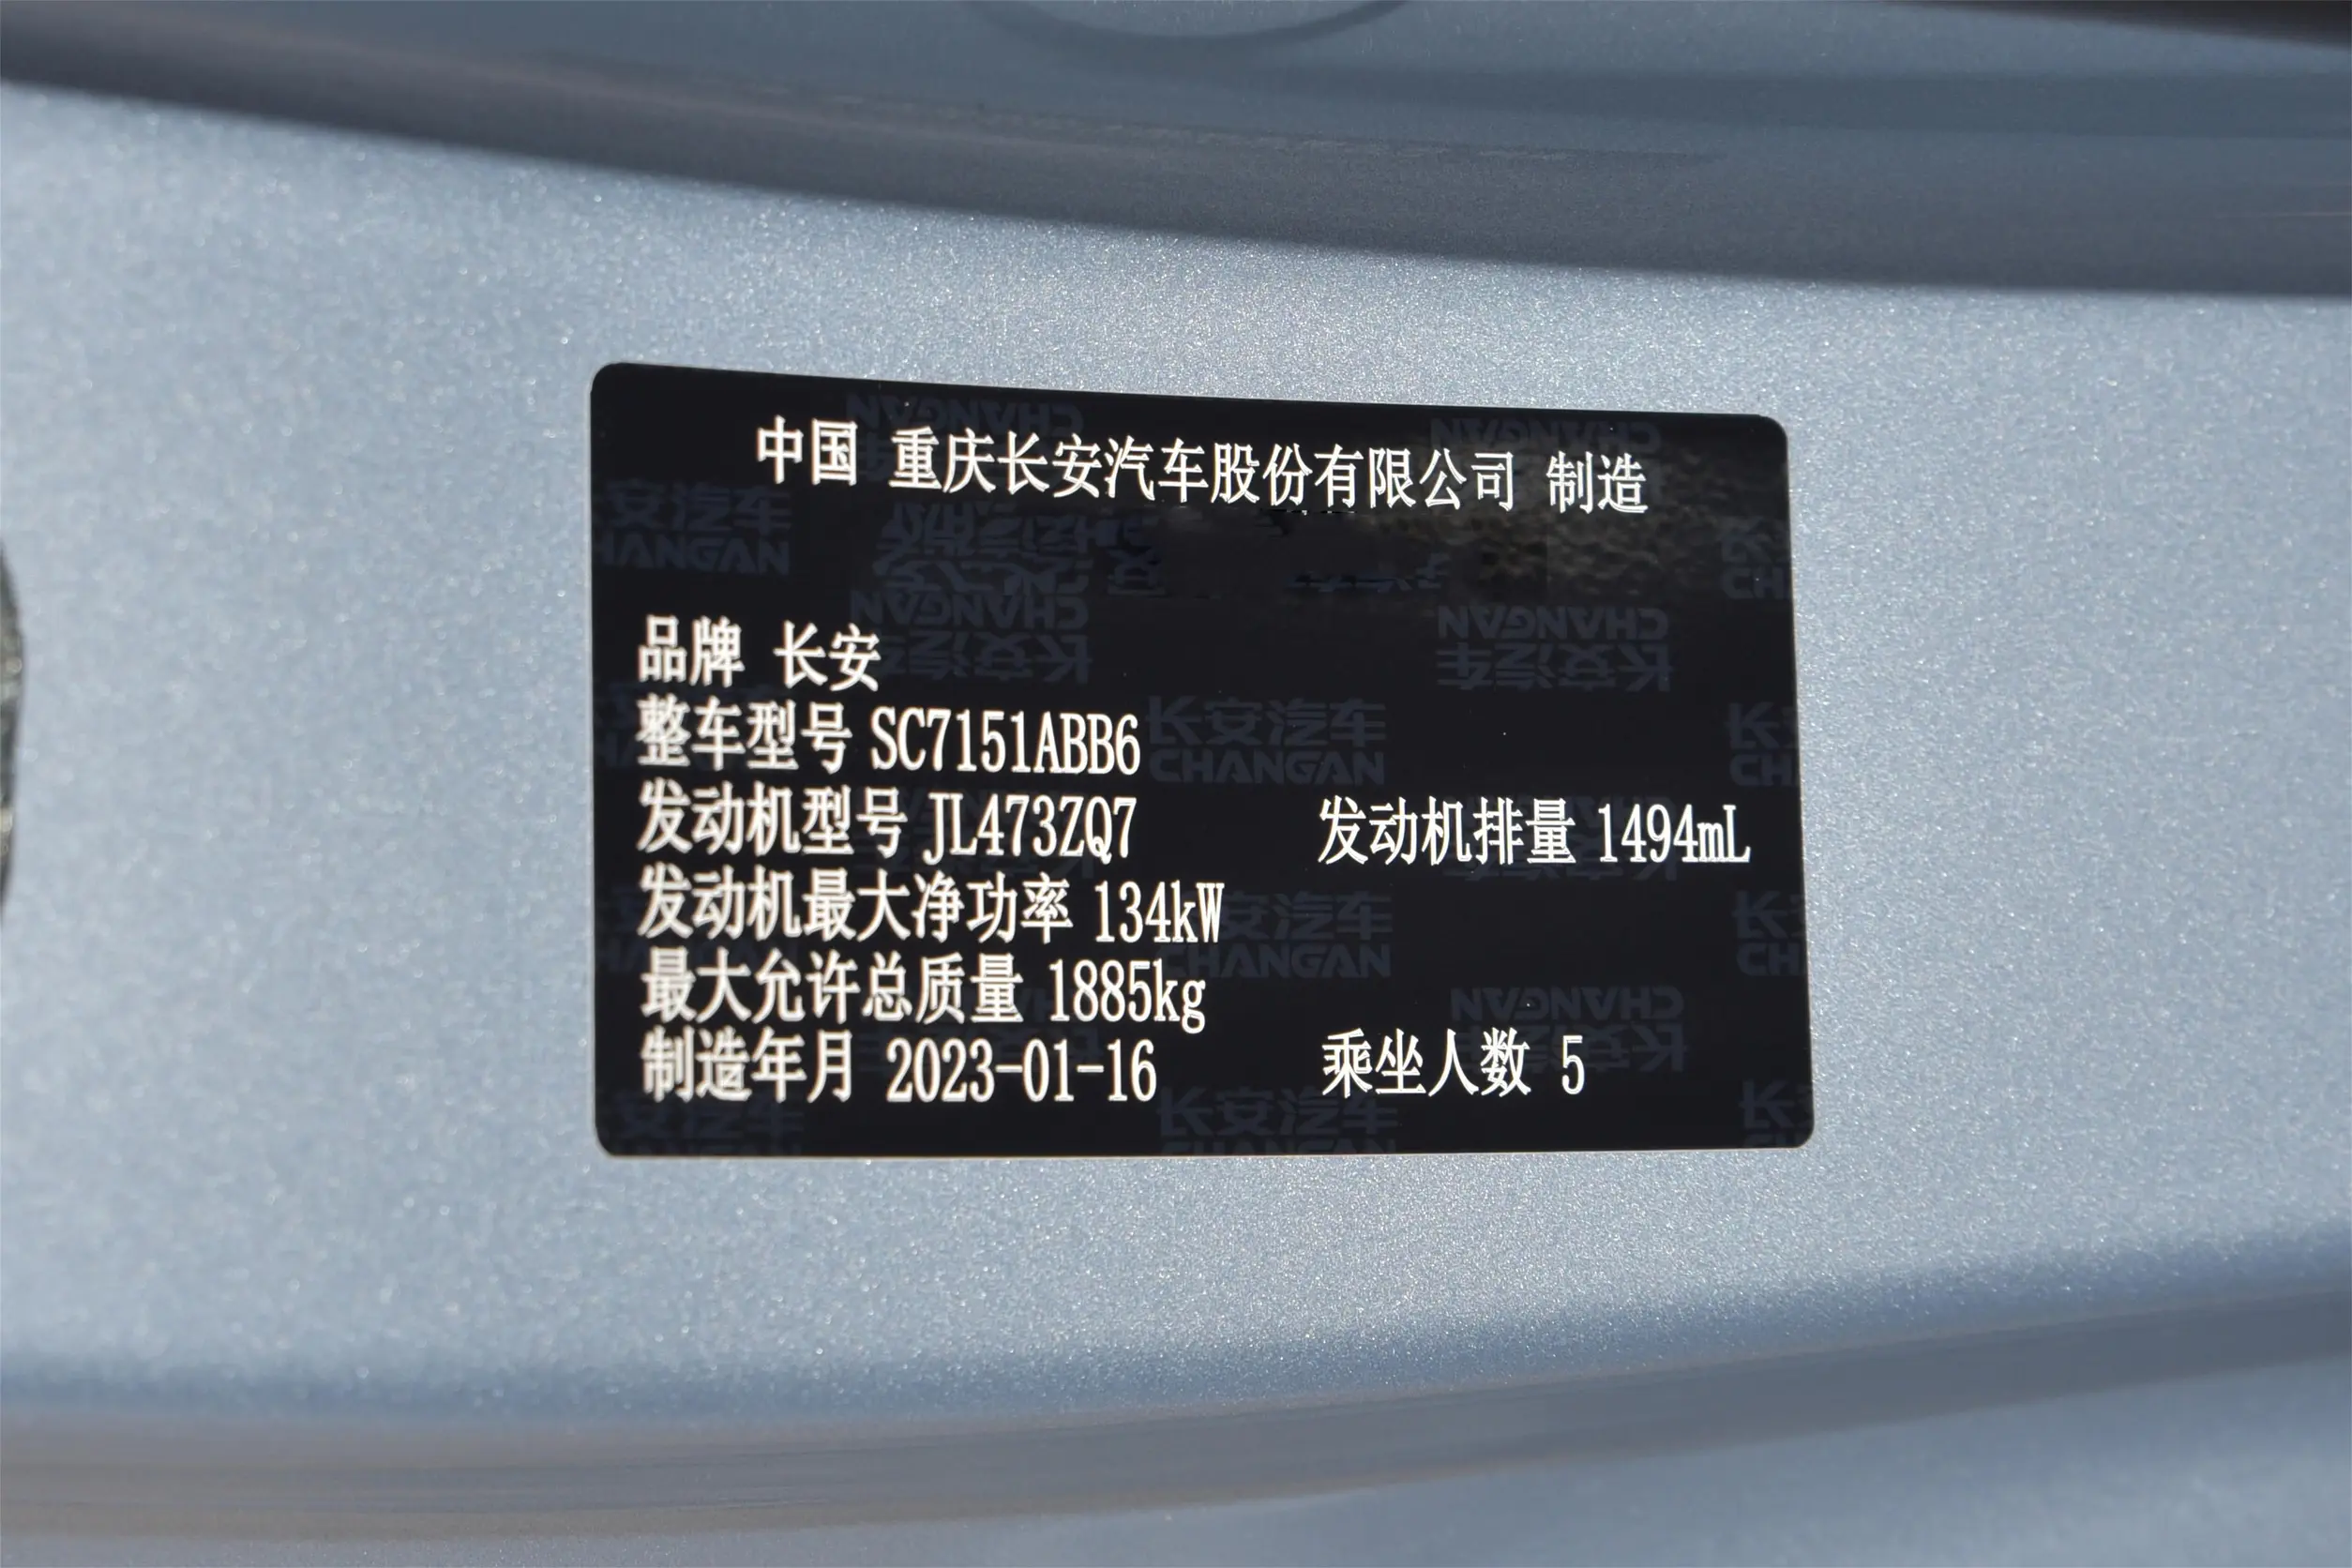 中国 重庆长安汽车股份有限公司 制造
品牌 长安
整车型号 SC7151ABB6
发动机型号 JL473ZQ7 发动机排量 1494mL
发动机最大净功率 134kW
最大允许总质量 1885kg
制造年月 2023-01-16 乘坐人数 5